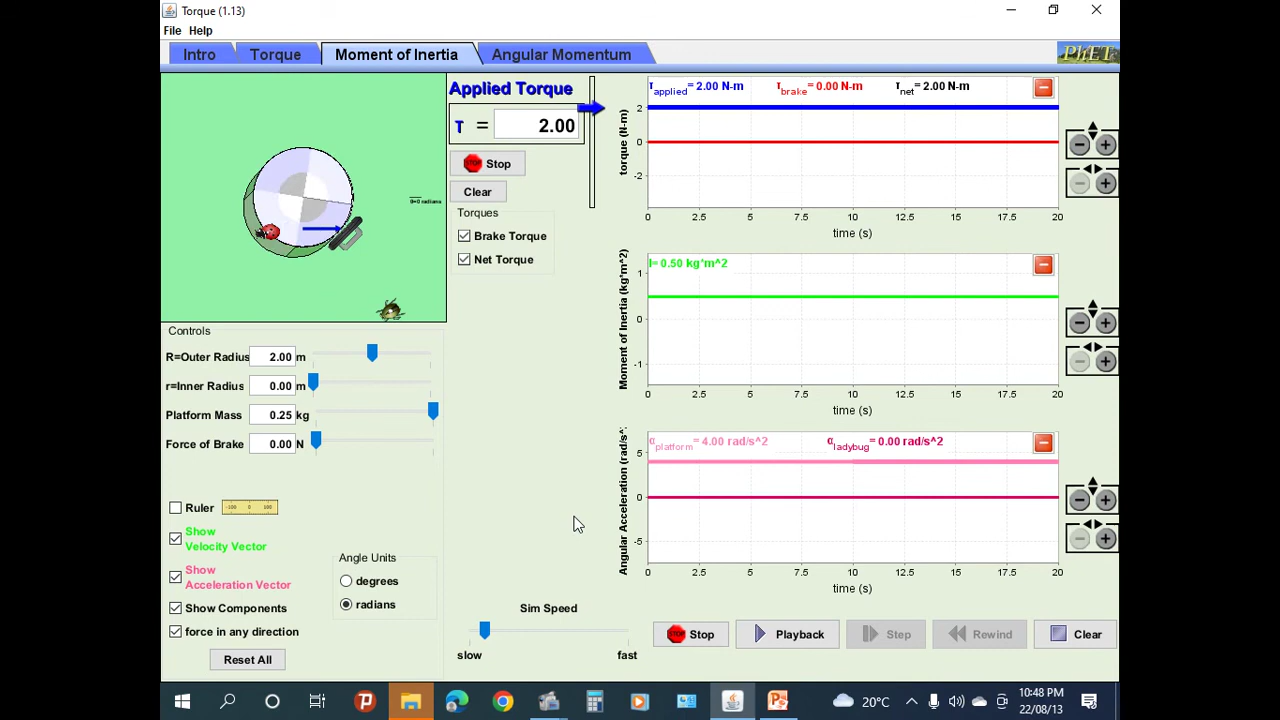 Torque (1.13)
File Help
Intro Torque Moment of Inertia Angular Momentum
PhET
Applied Torque
τ = 2.00
Stop
Clear
Torques
Brake Torque
Net Torque
θ=0 radians
Controls
R=Outer Radius 2.00 m
r=Inner Radius 0.00 m
Platform Mass 0.25 kg
Force of Brake 0.00 N
Ruler -100 0 100
Show
Velocity Vector
Show
Acceleration Vector
Show Components
force in any direction
Reset All
Angle Units
degrees
radians
Sim Speed
slow fast
τapplied= 2.00 N-m τbrake= 0.00 N-m τnet= 2.00 N-m
torque (N-m)
2
0
-2
0 2.5 5 7.5 10 12.5 15 17.5 20
time (s)
I= 0.50 kg*m^2
Moment of Inertia (kg*m^2)
1
0
-1
0 2.5 5 7.5 10 12.5 15 17.5 20
time (s)
αplatform= 4.00 rad/s^2 αladybug= 0.00 rad/s^2
Angular Acceleration (rad/s^2
5
0
-5
0 2.5 5 7.5 10 12.5 15 17.5 20
time (s)
Stop Playback Step Rewind Clear
20°C
10:48 PM
22/08/13